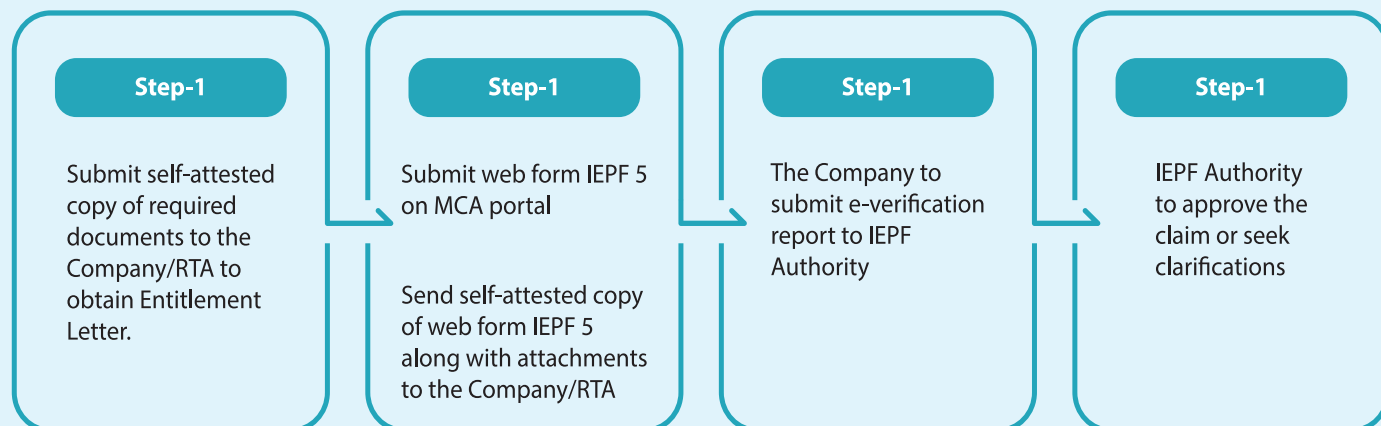 Step-1
Submit self-attested
copy of required
documents to the
Company/RTA to
obtain Entitlement
Letter.
Step-1
Submit web form IEPF 5
on MCA portal
Send self-attested copy
of web form IEPF 5
along with attachments
to the Company/RTA
Step-1
The Company to
submit e-verification
report to IEPF
Authority
Step-1
IEPF Authority
to approve the
claim or seek
clarifications